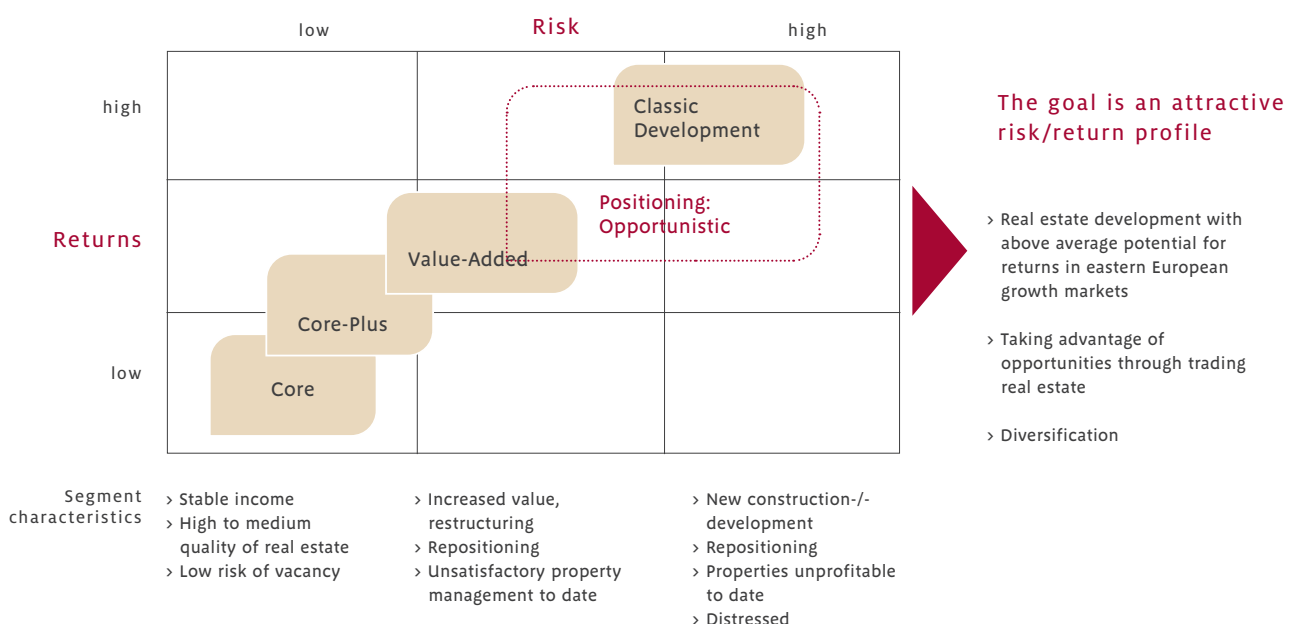 low
Risk
high
high
Classic
Development
The goal is an attractive
risk/return profile
Positioning:
Opportunistic
Returns
Value-Added
Core-Plus
low
Core
> Real estate development with
above average potential for
returns in eastern European
growth markets
> Taking advantage of
opportunities through trading
real estate
> Diversification
Segment
characteristics
> Stable income
> High to medium
quality of real estate
> Low risk of vacancy
> Increased value,
restructuring
> Repositioning
> Unsatisfactory property
management to date
> New construction-/-
development
> Repositioning
> Properties unprofitable
to date
> Distressed